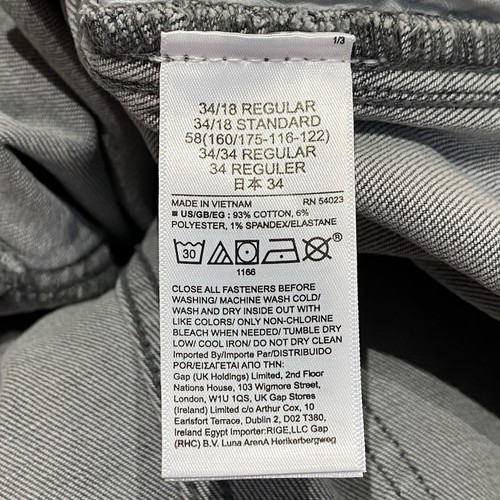 1/3
34/18 REGULAR
34/18 STANDARD
58(160/175-116-122)
34/34 REGULAR
34 REGULER
日本 34
MADE IN VIETNAM RN 54023
■ US/GB/EG : 93% COTTON, 6%
POLYESTER, 1% SPANDEX/ELASTANE
30 ®
1166
CLOSE ALL FASTENERS BEFORE
WASHING/ MACHINE WASH COLD/
WASH AND DRY INSIDE OUT WITH
LIKE COLORS/ ONLY NON-CHLORINE
BLEACH WHEN NEEDED/ TUMBLE DRY
LOW/ COOL IRON/ DO NOT DRY CLEAN
Imported By/Importe Par/DISTRIBUIDO
POR/ΕΙΣΑΓΕΤΑΙ ΑΠΟ ΤΗΝ:
Gap (UK Holdings) Limited, 2nd Floor
Nations House, 103 Wigmore Street,
London, W1U 1QS, UK Gap Stores
(Ireland) Limited c/o Arthur Cox, 10
Earlsfort Terrace, Dublin 2, D02 T380,
Ireland Egypt Importer:RIGE,LLC Gap
(RHC) B.V. Luna ArenA Herikerbergweg